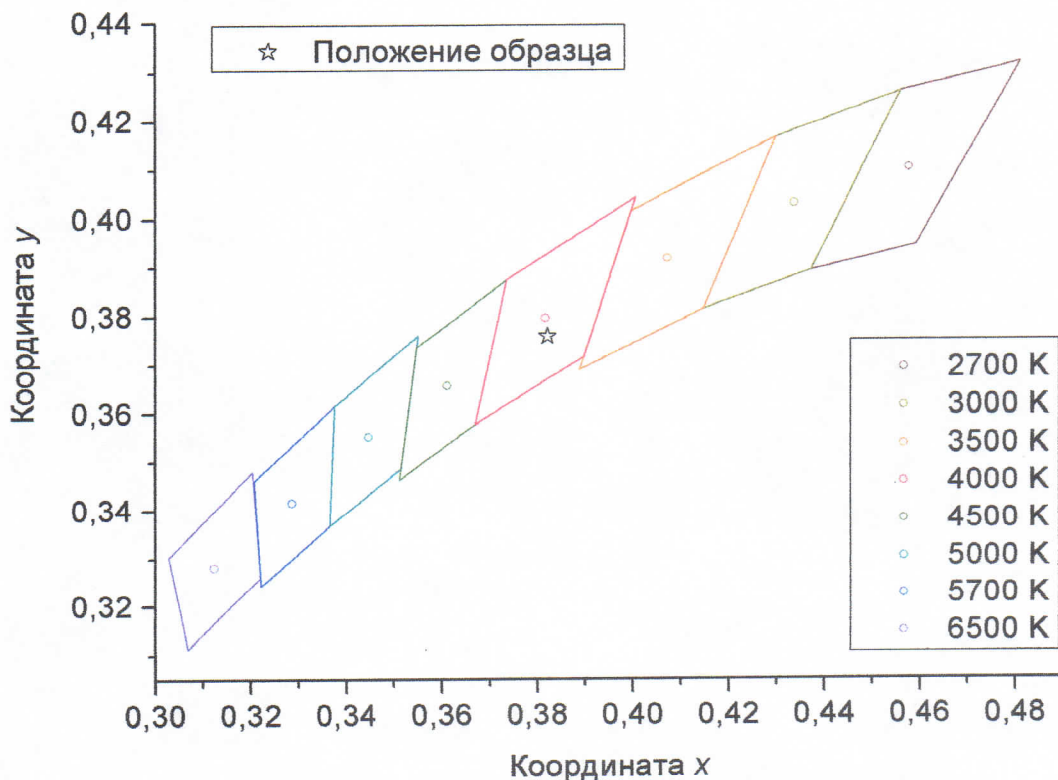 0,44
☆ Положение образца
0,42
0,40
0,38
0,36
0,34
0,32
Координата y
2700 K
3000 K
3500 K
4000 K
4500 K
5000 K
5700 K
6500 K
0,30 0,32 0,34 0,36 0,38 0,40 0,42 0,44 0,46 0,48
Координата x